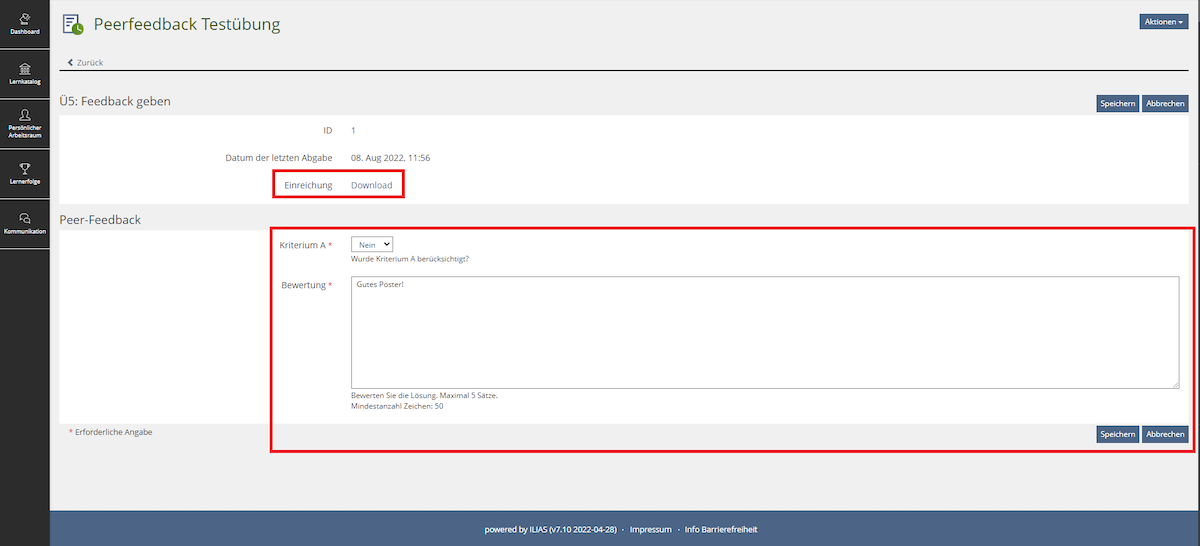 Dashboard
Lernkatalog
Persönlicher
Arbeitsraum
Lernerfolge
Kommunikation
Peerfeedback Testübung
Aktionen
Zurück
Ü5: Feedback geben
Speichern Abbrechen
ID 1
Datum der letzten Abgabe 08. Aug 2022, 11:56
Einreichung Download
Peer-Feedback
Kriterium A * Nein
Wurde Kriterium A berücksichtigt?
Bewertung * Gutes Poster!
Bewerten Sie die Lösung. Maximal 5 Sätze.
Mindestanzahl Zeichen: 50
* Erforderliche Angabe
Speichern Abbrechen
powered by ILIAS (v7.10 2022-04-28) · Impressum · Info Barrierefreiheit